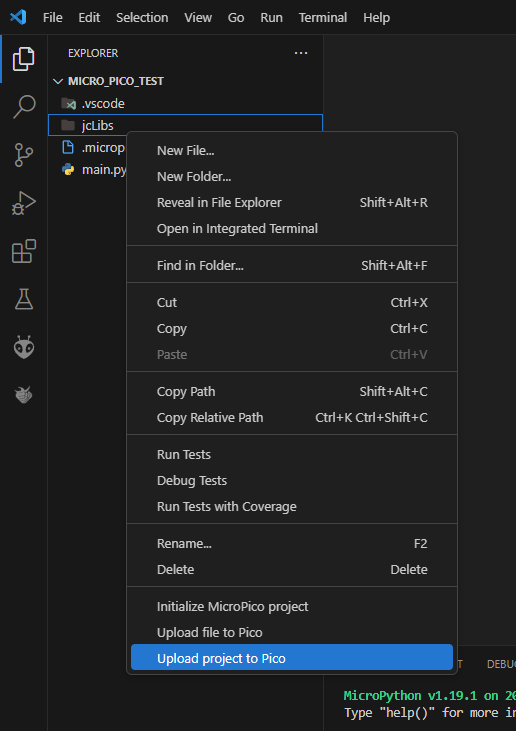 File Edit Selection View Go Run Terminal Help
EXPLORER ...
MICRO_PICO_TEST
.vscode
jcLibs
.microp
main.py
New File...
New Folder...
Reveal in File Explorer Shift+Alt+R
Open in Integrated Terminal
Find in Folder... Shift+Alt+F
Cut Ctrl+X
Copy Ctrl+C
Paste Ctrl+V
Copy Path Shift+Alt+C
Copy Relative Path Ctrl+K Ctrl+Shift+C
Run Tests
Debug Tests
Run Tests with Coverage
Rename... F2
Delete Delete
Initialize MicroPico project
Upload file to Pico
Upload project to Pico
T DEBU
MicroPython v1.19.1 on 20
Type "help()" for more in